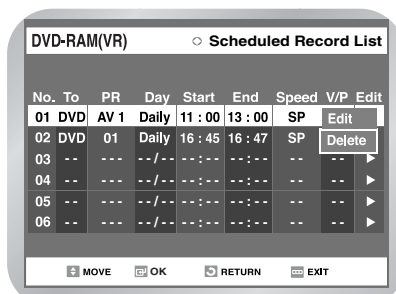 DVD-RAM(VR) Scheduled Record List
No. To PR Day Start End Speed V/P Edit
01 DVD AV 1 Daily 11 : 00 13 : 00 SP Edit
02 DVD 01 Daily 16 : 45 16 : 47 SP Delete
03 -- --- --/-- --:-- --:-- -- -- ►
04 -- --- --/-- --:-- --:-- -- -- ►
05 -- --- --/-- --:-- --:-- -- -- ►
06 -- --- --/-- --:-- --:-- -- -- ►
MOVE OK RETURN EXIT